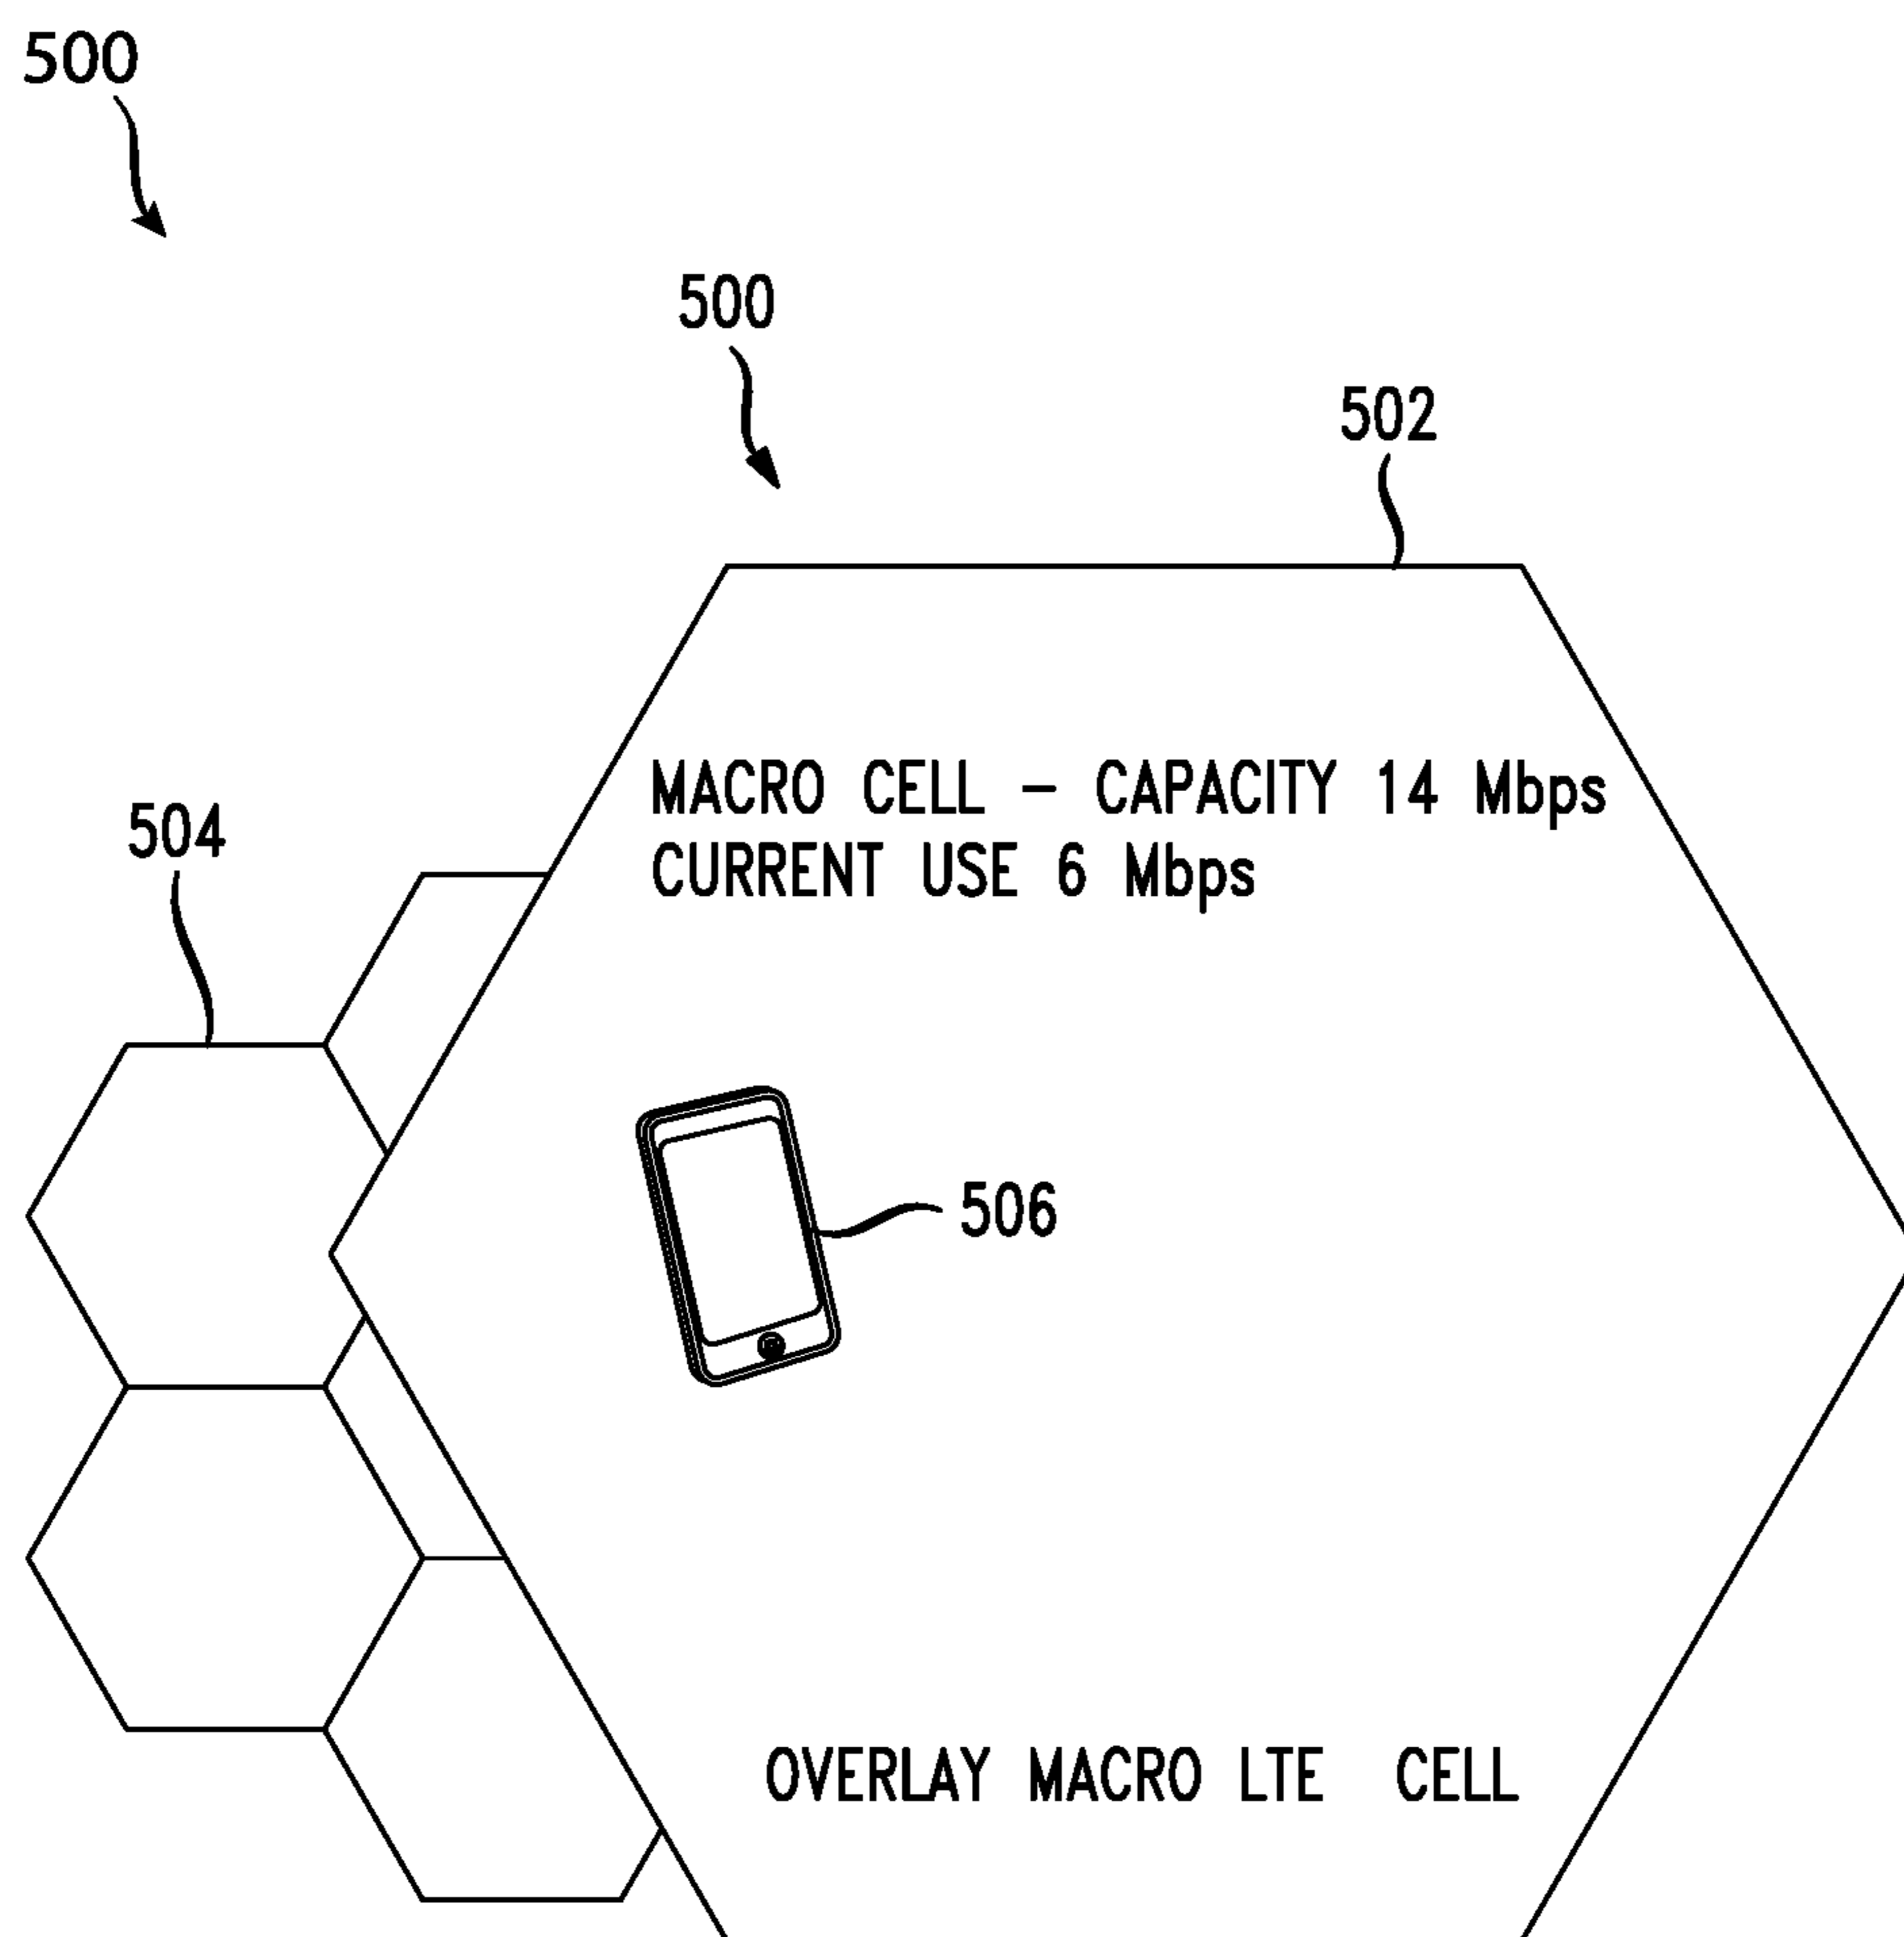 500
500
502
MACRO CELL - CAPACITY 14 Mbps
CURRENT USE 6 Mbps
504
506
OVERLAY MACRO LTE CELL